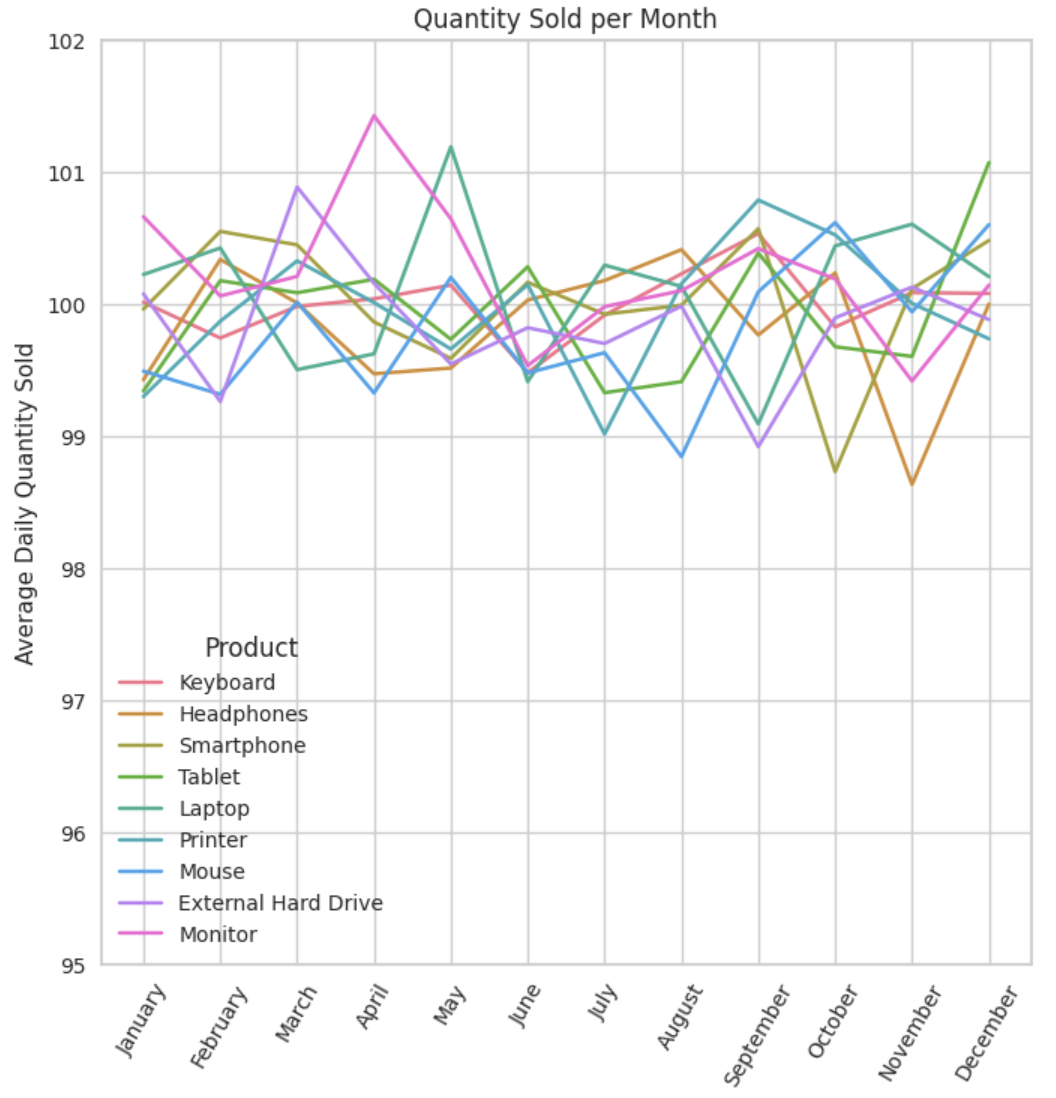 Quantity Sold per Month
102
101
100
99
98
97
96
95
Average Daily Quantity Sold
Product
Keyboard
Headphones
Smartphone
Tablet
Laptop
Printer
Mouse
External Hard Drive
Monitor
January
February
March
April
May
June
July
August
September
October
November
December